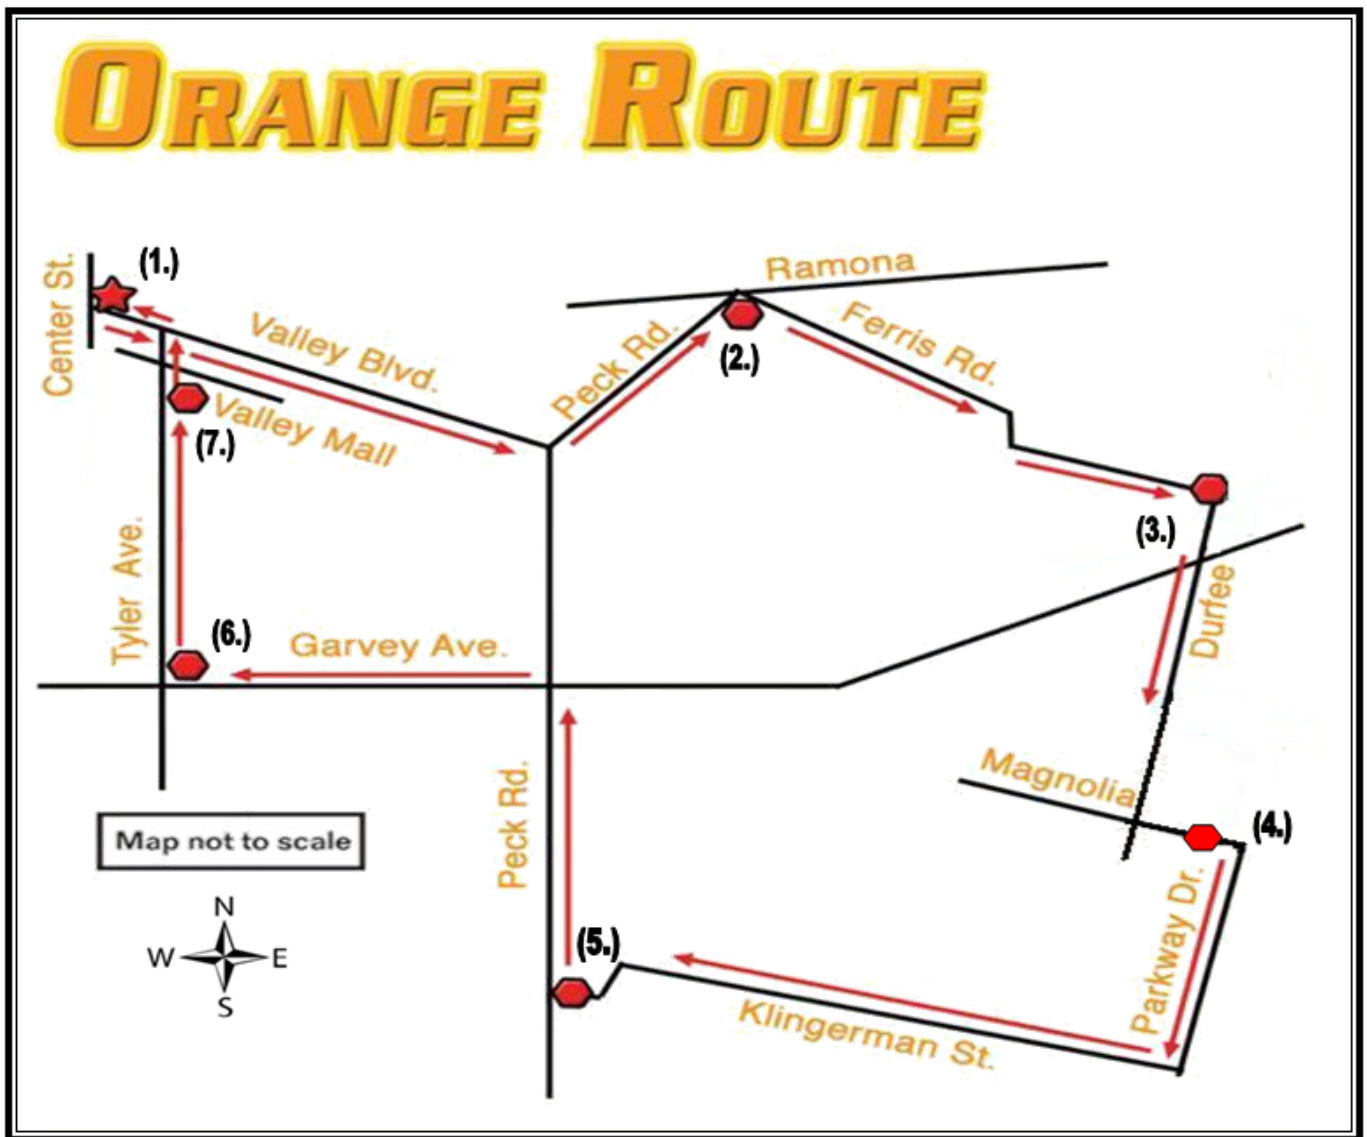 ORANGE ROUTE
Center St.
(1.)
Valley Blvd.
Ramona
Peck Rd.
Ferris Rd.
(2.)
Valley Mall
(7.)
(3.)
Tyler Ave.
(6.)
Garvey Ave.
Durfee
Magnolia
(4.)
Map not to scale
Peck Rd.
Parkway Dr.
N
W E
S
(5.)
Klingerman St.